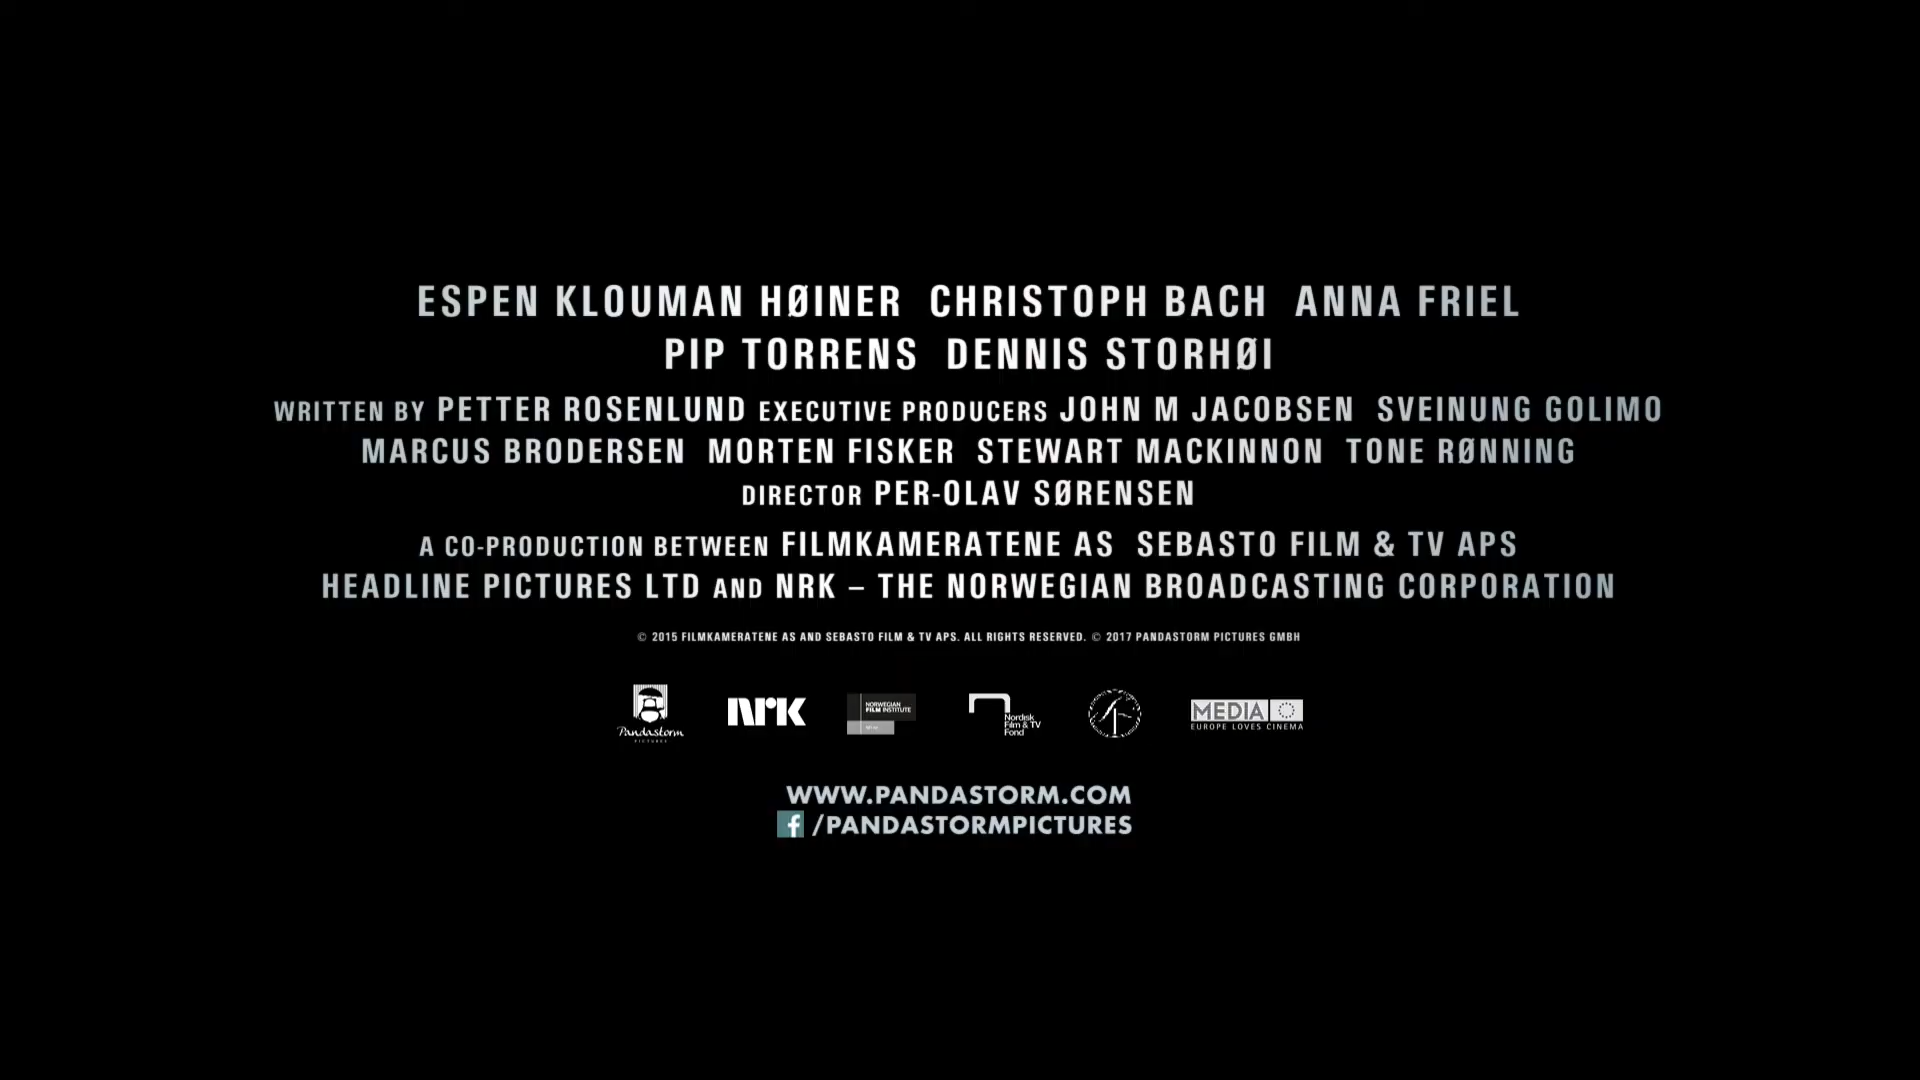 ESPEN KLOUMAN HØINER CHRISTOPH BACH ANNA FRIEL
PIP TORRENS DENNIS STORHØI
WRITTEN BY PETTER ROSENLUND EXECUTIVE PRODUCERS JOHN M JACOBSEN SVEINUNG GOLIMO
MARCUS BRODERSEN MORTEN FISKER STEWART MACKINNON TONE RØNNING
DIRECTOR PER-OLAV SØRENSEN
A CO-PRODUCTION BETWEEN FILMKAMERATENE AS SEBASTO FILM & TV APS
HEADLINE PICTURES LTD AND NRK – THE NORWEGIAN BROADCASTING CORPORATION
© 2015 FILMKAMERATENE AS AND SEBASTO FILM & TV APS. ALL RIGHTS RESERVED. © 2017 PANDASTORM PICTURES GMBH
Pandastorm
PICTURES
NRK
NORWEGIAN
FILM INSTITUTE
Nordisk
Film & TV
Fond
MEDIA
EUROPE LOVES CINEMA
WWW.PANDASTORM.COM
f /PANDASTORMPICTURES